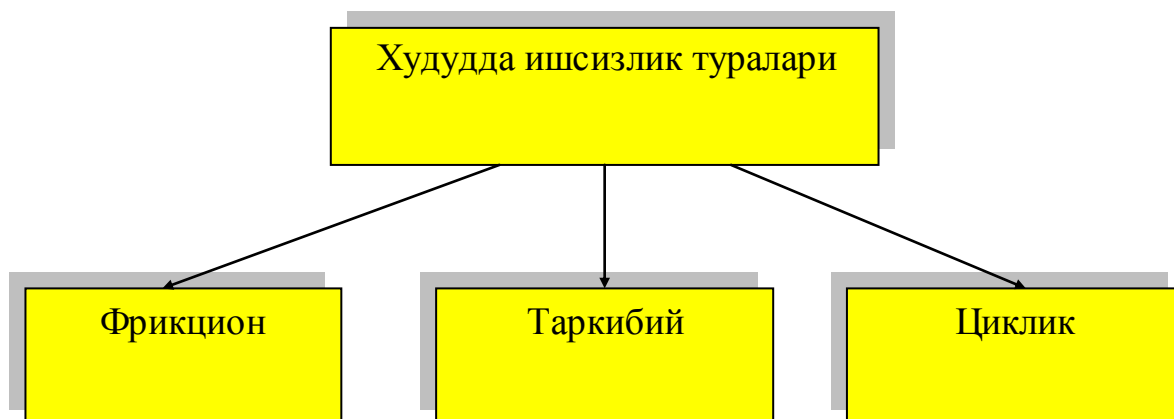 Худудда ишсизлик туралари
Фрикцион
Таркибий
Циклик